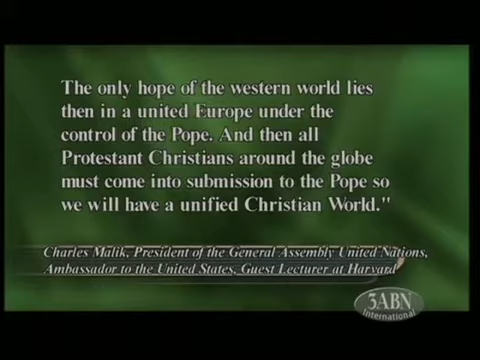 The only hope of the western world lies
then in a united Europe under the
control of the Pope. And then all
Protestant Christians around the globe
must come into submission to the Pope so
we will have a unified Christian World."
Charles Malik, President of the General Assembly United Nations,
Ambassador to the United States, Guest Lecturer at Harvard
3ABN
International